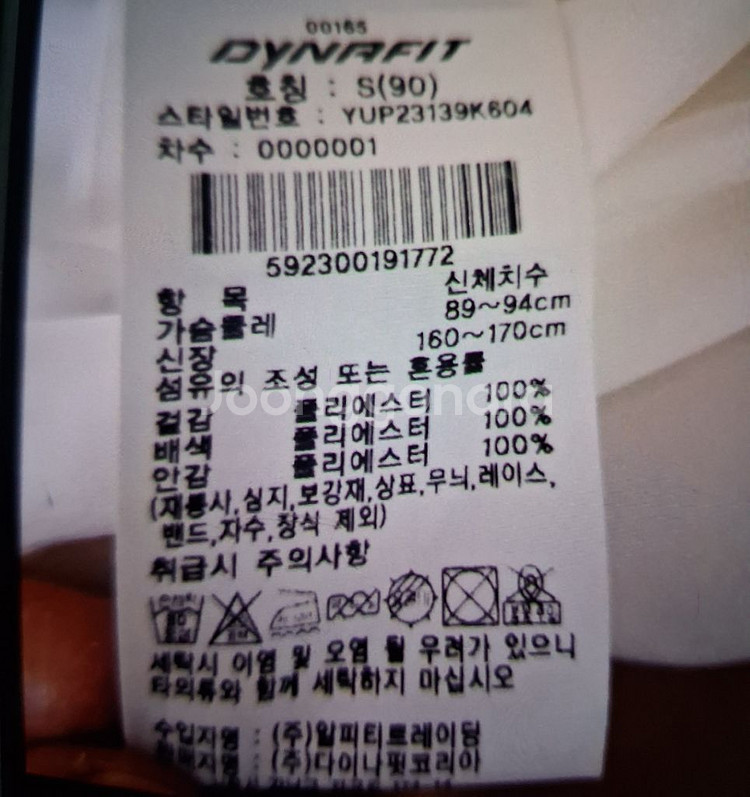 00165
DYNAFIT
호칭 : S(90)
스타일번호 : YUP23139K604
차수 : 0000001
592300191772
항 목 신체치수
가슴둘레 89~94cm
신장 160~170cm
섬유의 조성 또는 혼용률
겉감 폴리에스터 100%
배색 폴리에스터 100%
안감 폴리에스터 100%
(재봉사,심지,보강재,상표,무늬,레이스,
밴드,자수,장식 제외)
취급시 주의사항
세탁시 이염 및 오염 될 우려가 있으니
타의류와 함께 세탁하지 마십시오
수입자명 : (주)알피티트레이딩
자명 : (주)다이나핏코리아
Joongonara